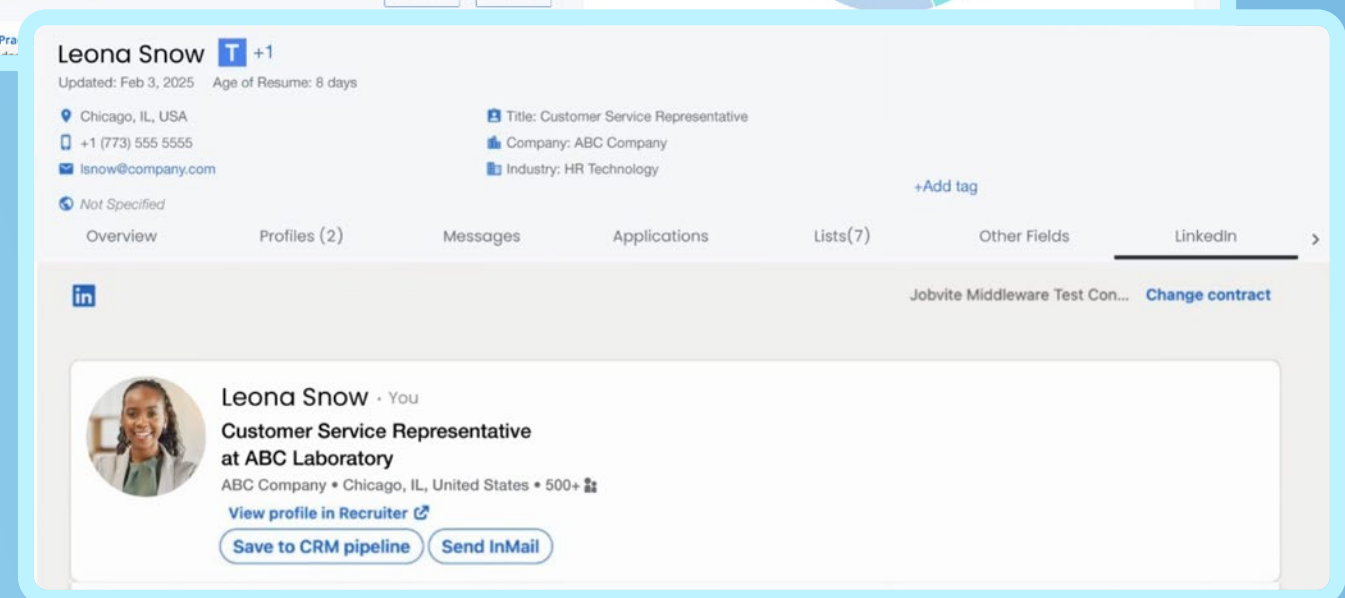 Pra
Leona Snow T +1
Updated: Feb 3, 2025 Age of Resume: 8 days
Chicago, IL, USA
Title: Customer Service Representative
+1 (773) 555 5555
Company: ABC Company
lsnow@company.com
Industry: HR Technology
+Add tag
Not Specified
Overview Profiles (2) Messages Applications Lists(7) Other Fields LinkedIn
in
Jobvite Middleware Test Con... Change contract
Leona Snow · You
Customer Service Representative
at ABC Laboratory
ABC Company • Chicago, IL, United States • 500+
View profile in Recruiter
Save to CRM pipeline Send InMail